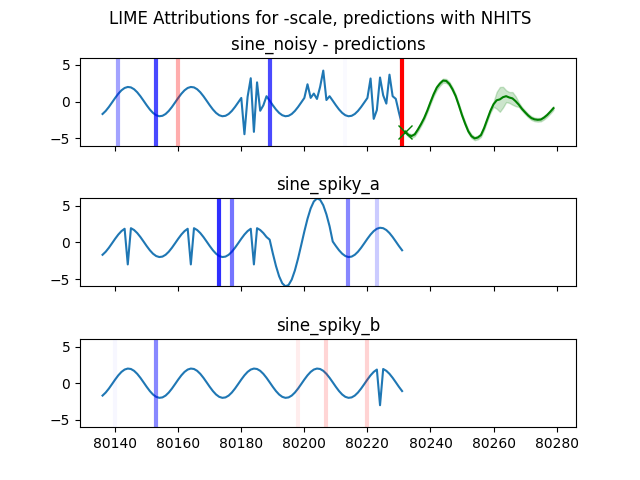 LIME Attributions for -scale, predictions with NHITS
sine_noisy - predictions
5
0
−5
sine_spiky_a
5
0
−5
sine_spiky_b
5
0
−5
80140 80160 80180 80200 80220 80240 80260 80280